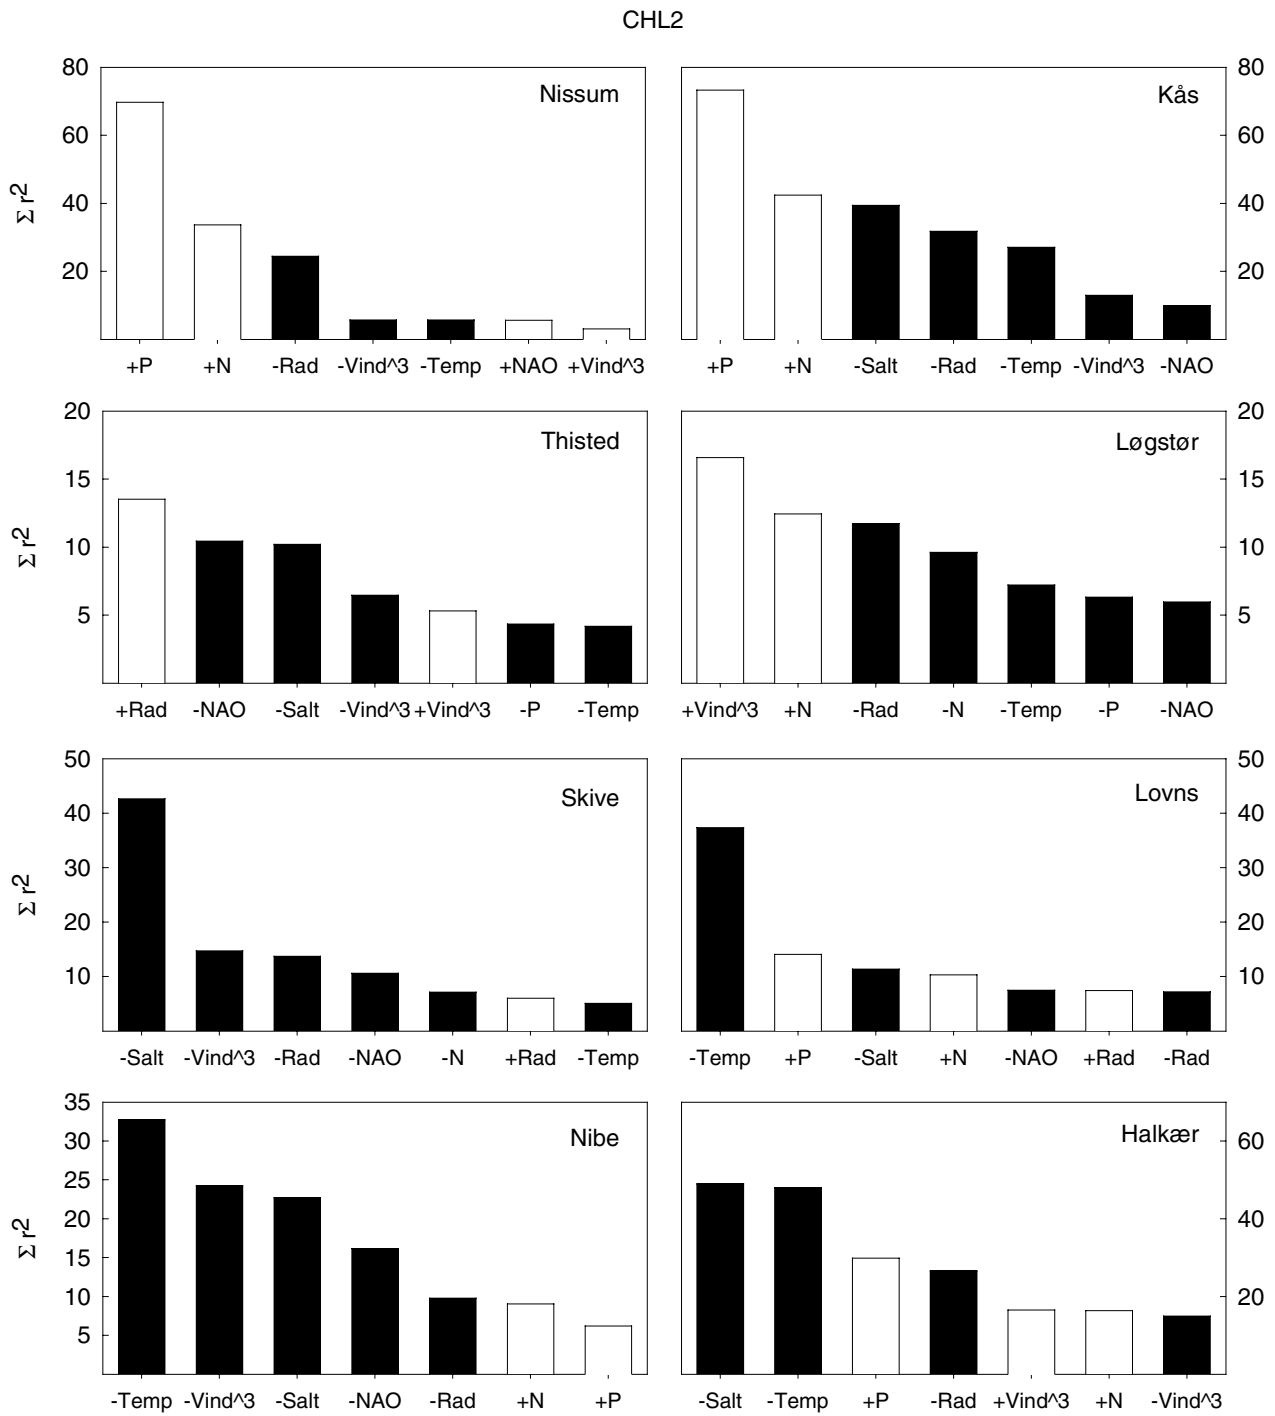 CHL2
Nissum
80
60
40
20
Σ r2
+P +N -Rad -Vind^3 -Temp +NAO +Vind^3
Kås
80
60
40
20
+P +N -Salt -Rad -Temp -Vind^3 -NAO
Thisted
20
15
10
5
Σ r2
+Rad -NAO -Salt -Vind^3 +Vind^3 -P -Temp
Løgstør
20
15
10
5
+Vind^3 +N -Rad -N -Temp -P -NAO
Skive
50
40
30
20
10
Σ r2
-Salt -Vind^3 -Rad -NAO -N +Rad -Temp
Lovns
50
40
30
20
10
-Temp +P -Salt +N -NAO +Rad -Rad
Nibe
35
30
25
20
15
10
5
Σ r2
-Temp -Vind^3 -Salt -NAO -Rad +N +P
Halkær
60
40
20
-Salt -Temp +P -Rad +Vind^3 +N -Vind^3